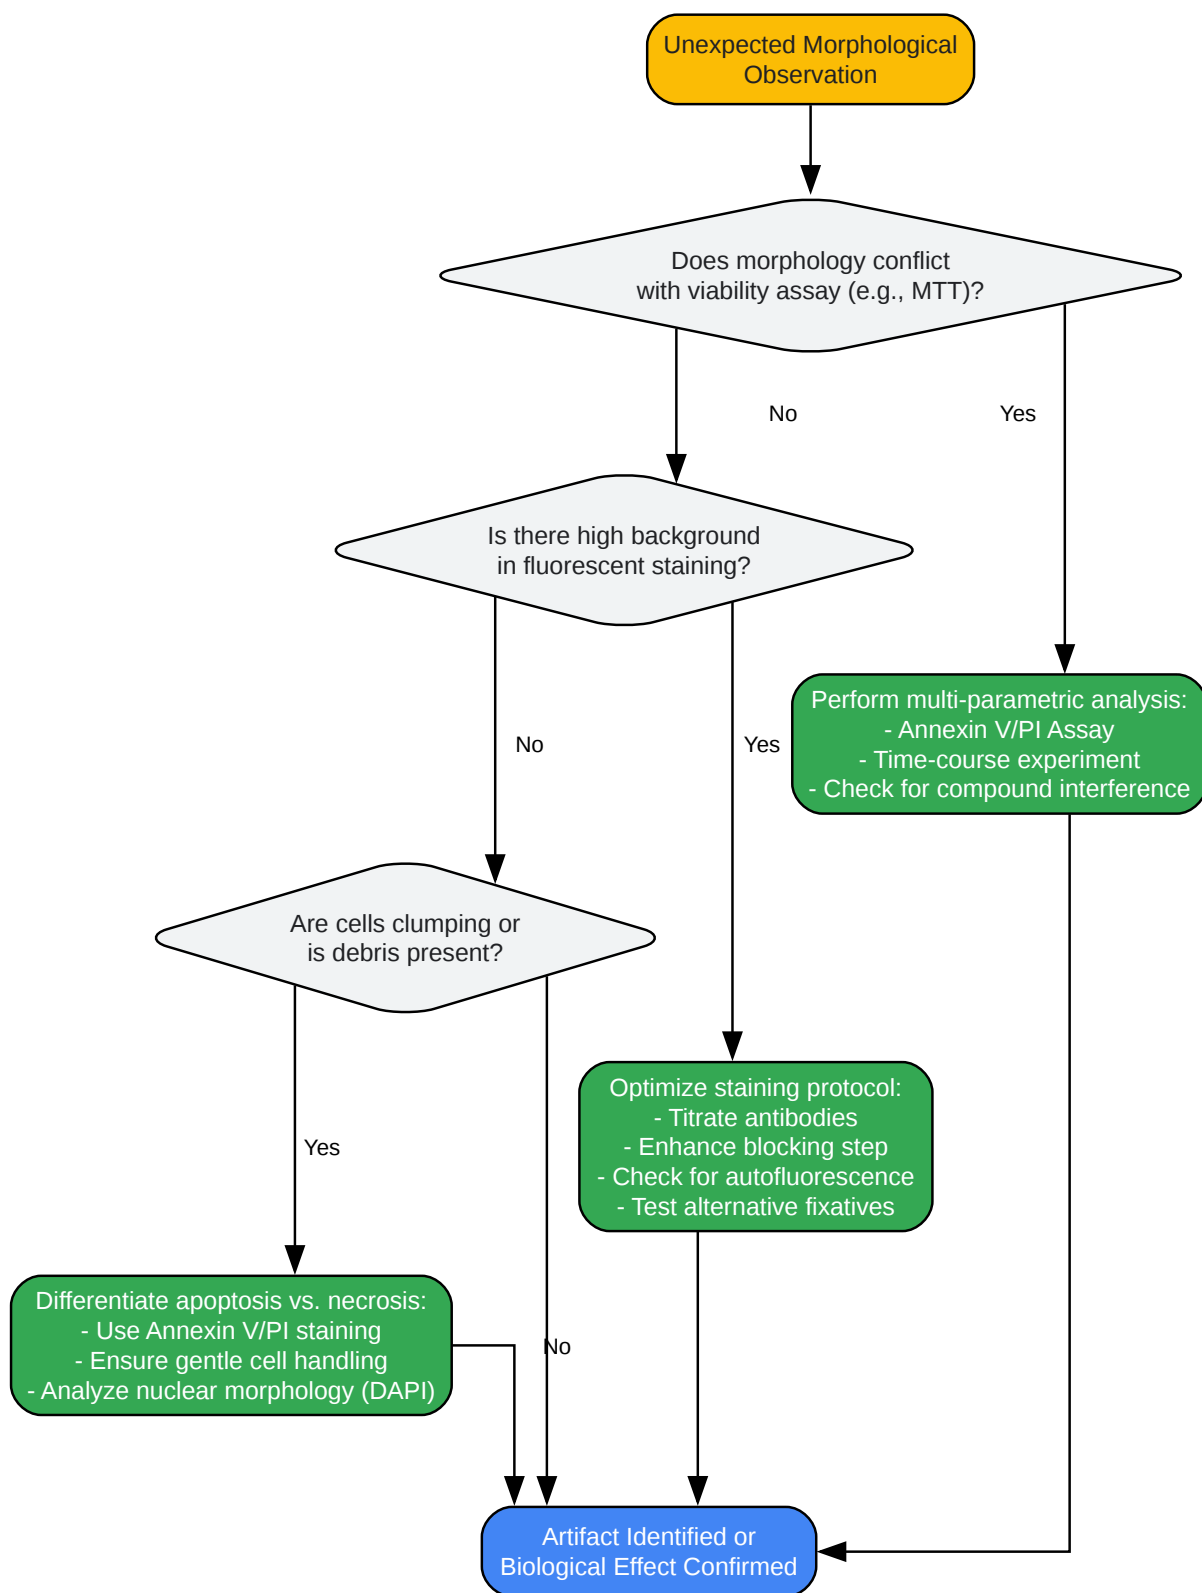 Unexpected Morphological
Observation
Does morphology conflict
with viability assay (e.g., MTT)?
No
Yes
Is there high background
in fluorescent staining?
No
Yes
Perform multi-parametric analysis:
- Annexin V/PI Assay
- Time-course experiment
- Check for compound interference
Are cells clumping or
is debris present?
Optimize staining protocol:
- Titrate antibodies
- Enhance blocking step
- Check for autofluorescence
- Test alternative fixatives
Yes
Differentiate apoptosis vs. necrosis:
- Use Annexin V/PI staining
- Ensure gentle cell handling
- Analyze nuclear morphology (DAPI)
No
Artifact Identified or
Biological Effect Confirmed